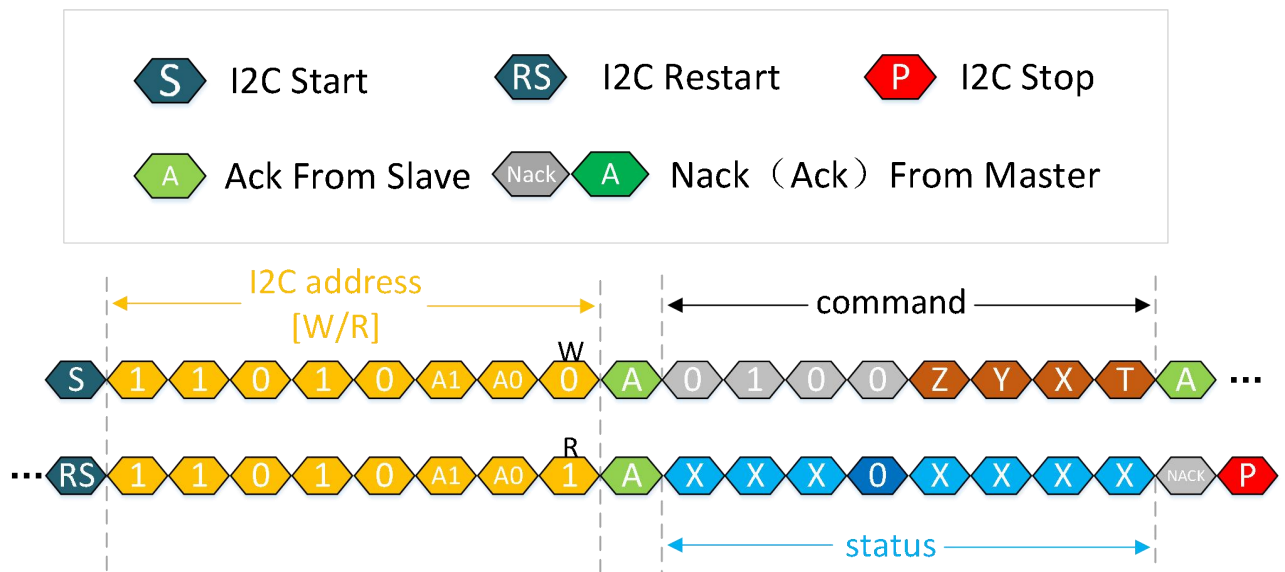 S I2C Start RS I2C Restart P I2C Stop
A Ack From Slave Nack A Nack（Ack）From Master
I2C address
[W/R]
command
W
S 1 1 0 1 0 A1 A0 0 A 0 1 0 0 Z Y X T A ...
R
... RS 1 1 0 1 0 A1 A0 1 A X X X 0 X X X X NACK P
status